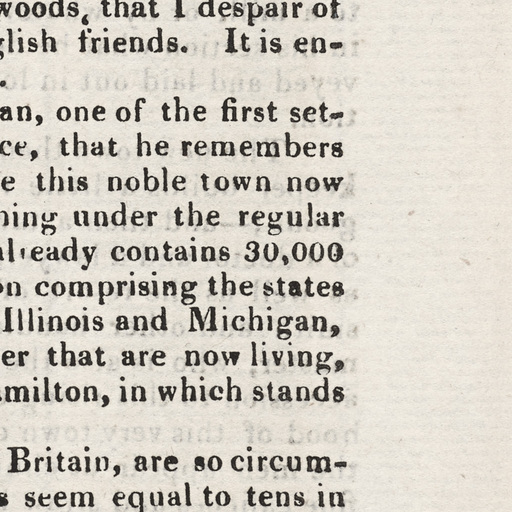 woods, that I despair of
glish friends. It is en-
.
an, one of the first set-
ce, that he remembers
e this noble town now
ning under the regular
already contains 30,000
on comprising the states
Illinois and Michigan,
er that are now living,
amilton, in which stands
Britain, are so circum-
s seem equal to tens in